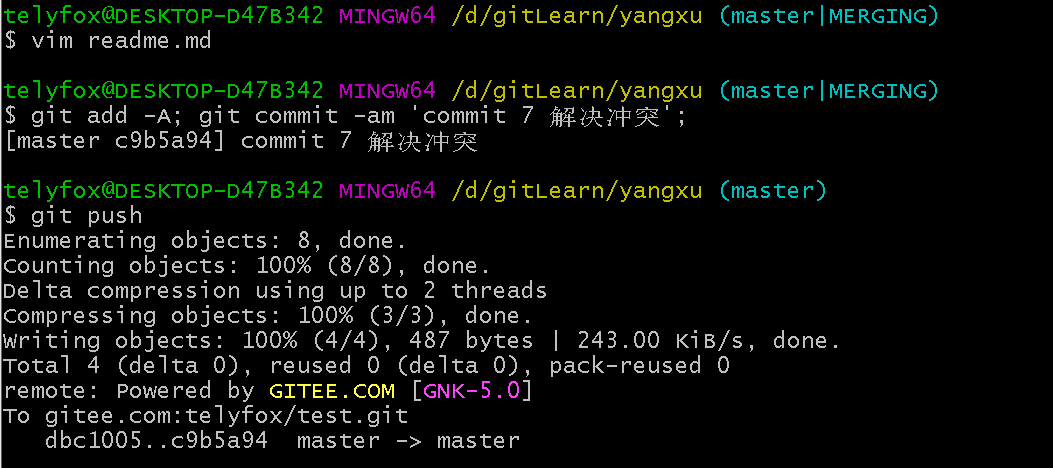 telyfox@DESKTOP-D47B342 MINGW64 /d/gitLearn/yangxu (master|MERGING)
$ vim readme.md
telyfox@DESKTOP-D47B342 MINGW64 /d/gitLearn/yangxu (master|MERGING)
$ git add -A; git commit -am 'commit 7 解决冲突';
[master c9b5a94] commit 7 解决冲突
telyfox@DESKTOP-D47B342 MINGW64 /d/gitLearn/yangxu (master)
$ git push
Enumerating objects: 8, done.
Counting objects: 100% (8/8), done.
Delta compression using up to 2 threads
Compressing objects: 100% (3/3), done.
Writing objects: 100% (4/4), 487 bytes | 243.00 KiB/s, done.
Total 4 (delta 0), reused 0 (delta 0), pack-reused 0
remote: Powered by GITEE.COM [GNK-5.0]
To gitee.com:telyfox/test.git
   dbc1005..c9b5a94  master -> master